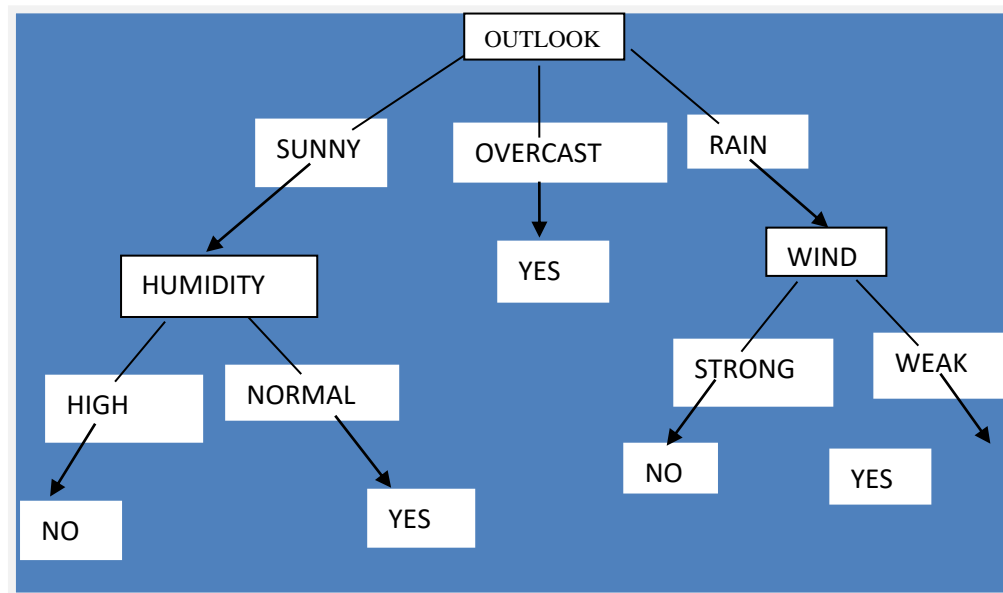 OUTLOOK
SUNNY
OVERCAST
RAIN
HUMIDITY
YES
WIND
HIGH
NORMAL
STRONG
WEAK
NO
YES
NO
YES